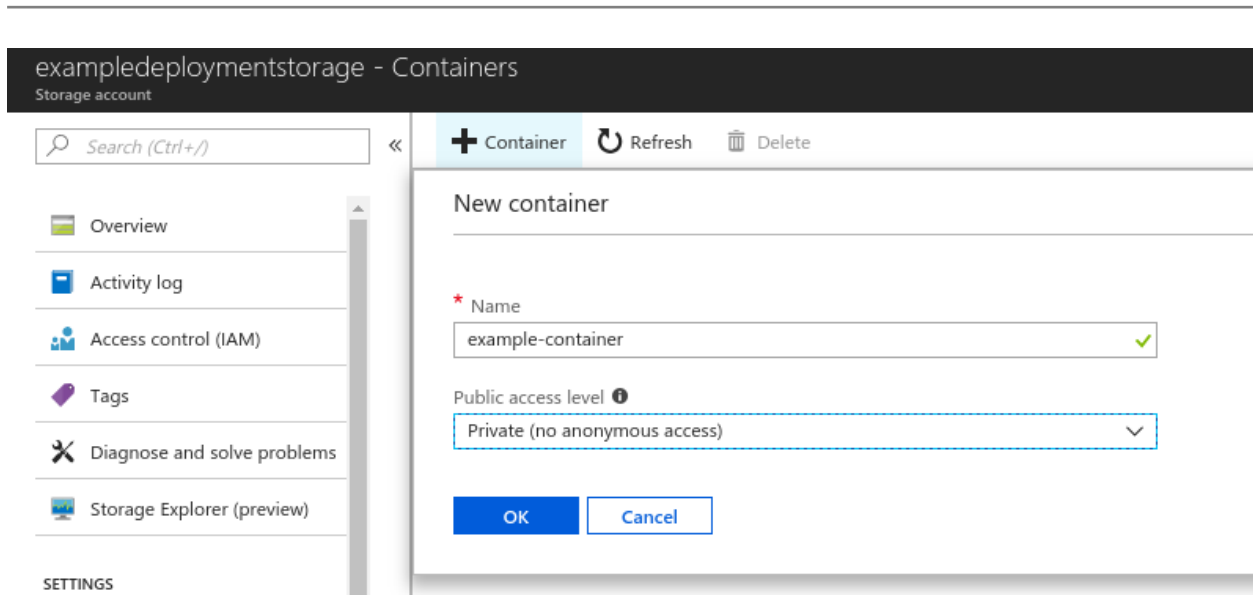 exampledeploymentstorage - Containers
Storage account
Search (Ctrl+/)
«
Container
Refresh
Delete
Overview
Activity log
Access control (IAM)
Tags
Diagnose and solve problems
Storage Explorer (preview)
SETTINGS
New container
* Name
example-container
Public access level
Private (no anonymous access)
OK
Cancel